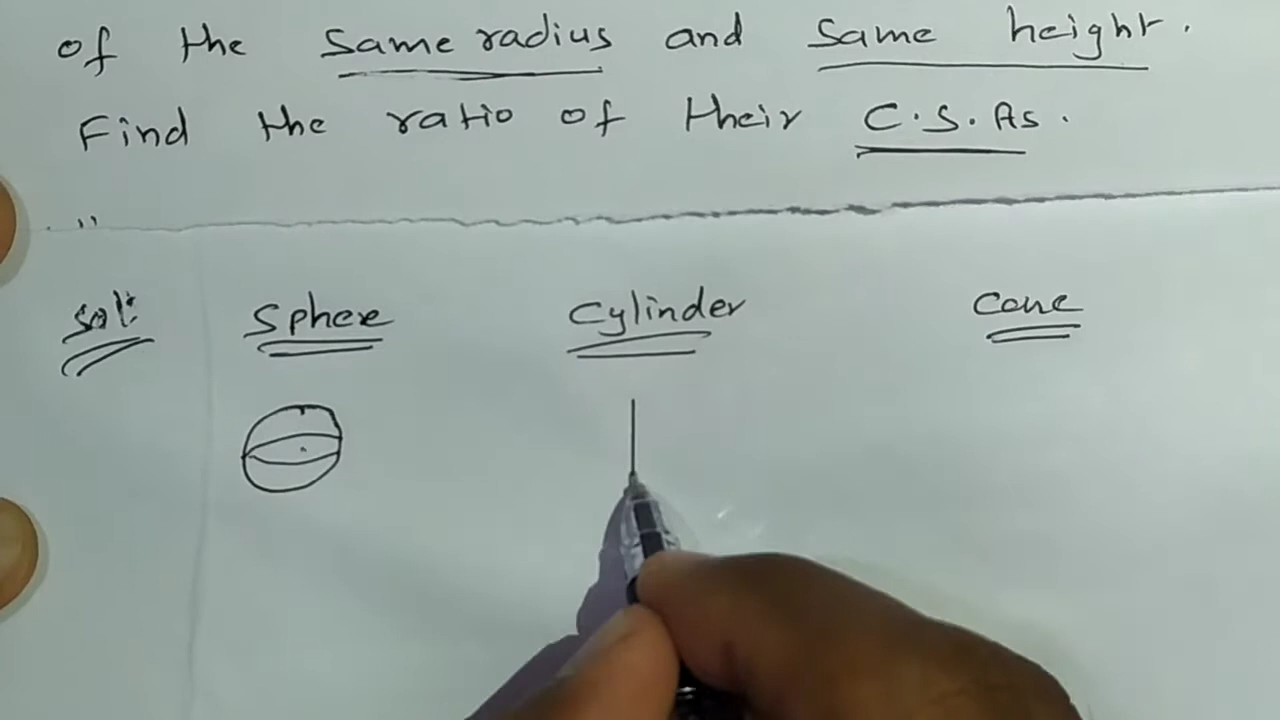 of the same radius and same height.
Find the ratio of their C.S.As.
Sol: Sphere Cylinder Cone